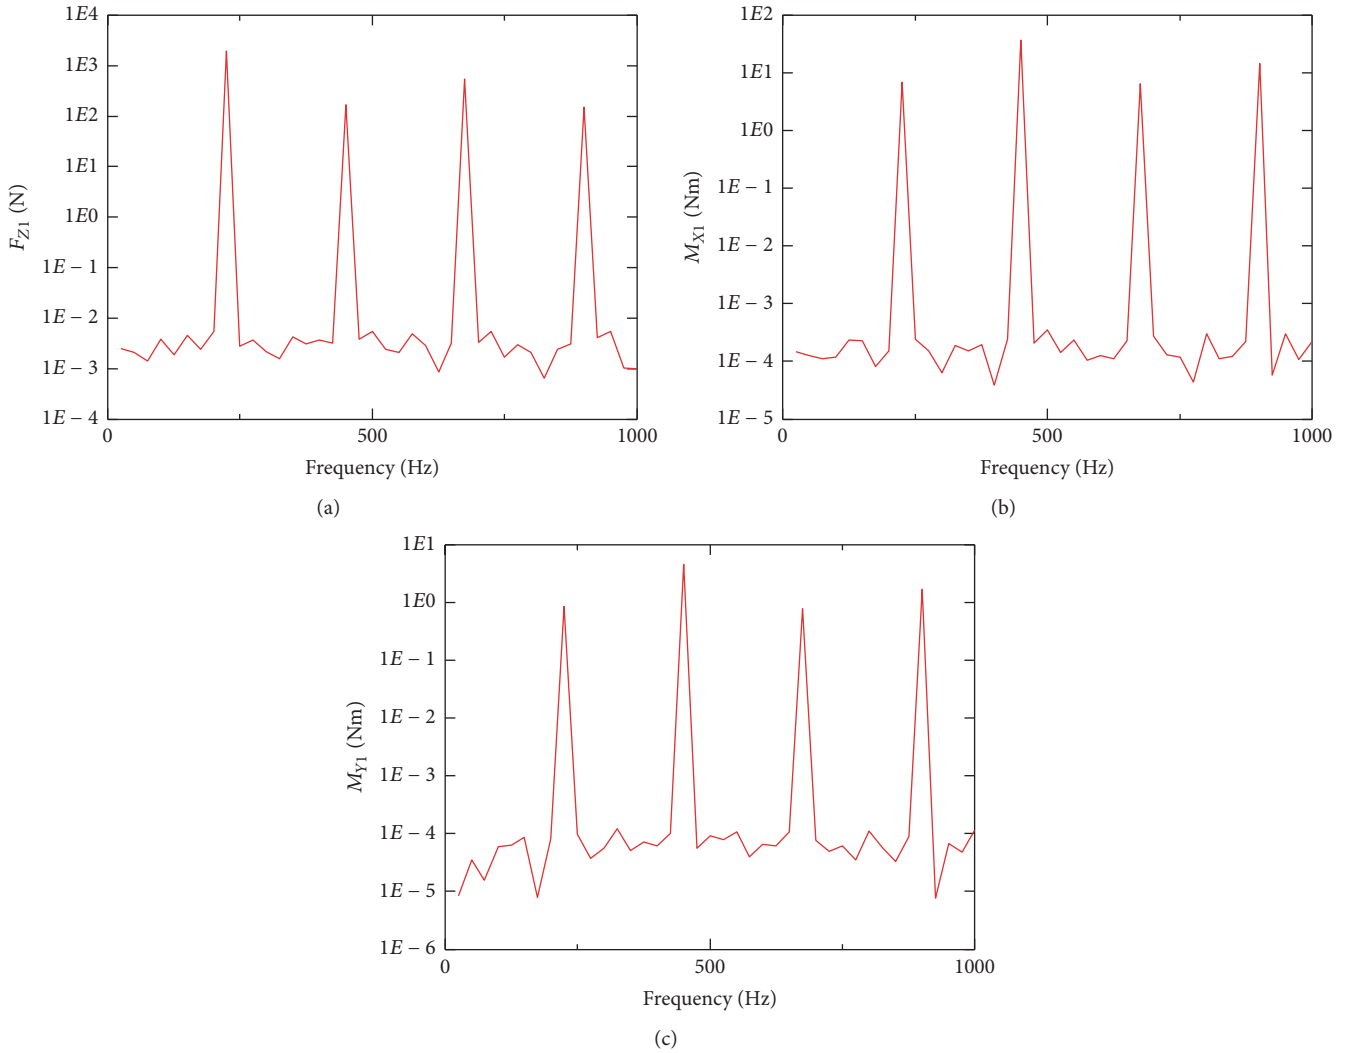 1E4
1E3
1E2
1E1
1E0
1E − 1
1E − 2
1E − 3
1E − 4
F_{Z1} (N)
0
500
1000
Frequency (Hz)
(a)
1E2
1E1
1E0
1E − 1
1E − 2
1E − 3
1E − 4
1E − 5
M_{X1} (Nm)
0
500
1000
Frequency (Hz)
(b)
1E1
1E0
1E − 1
1E − 2
1E − 3
1E − 4
1E − 5
1E − 6
M_{Y1} (Nm)
0
500
1000
Frequency (Hz)
(c)